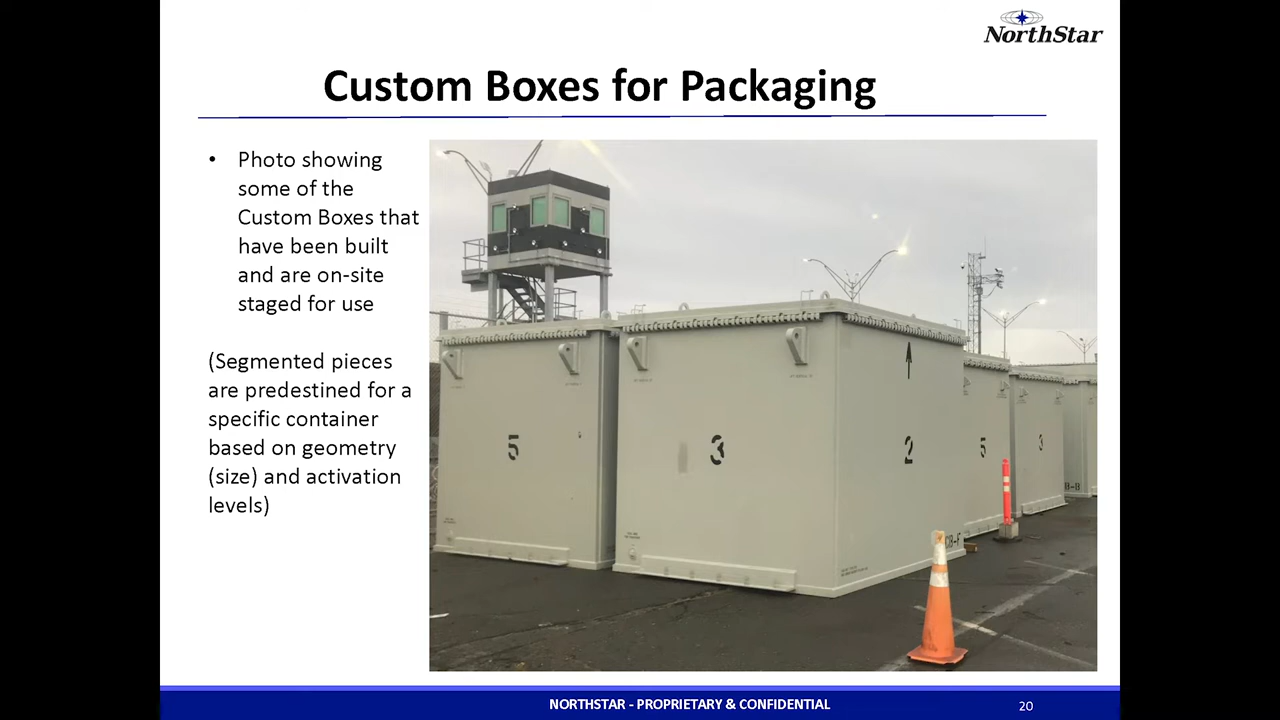 NorthStar
Custom Boxes for Packaging
• Photo showing
some of the
Custom Boxes that
have been built
and are on-site
staged for use
(Segmented pieces
are predestined for a
specific container
based on geometry
(size) and activation
levels)
5
3
2
5
3
B-B
CB-F
NORTHSTAR - PROPRIETARY & CONFIDENTIAL
20